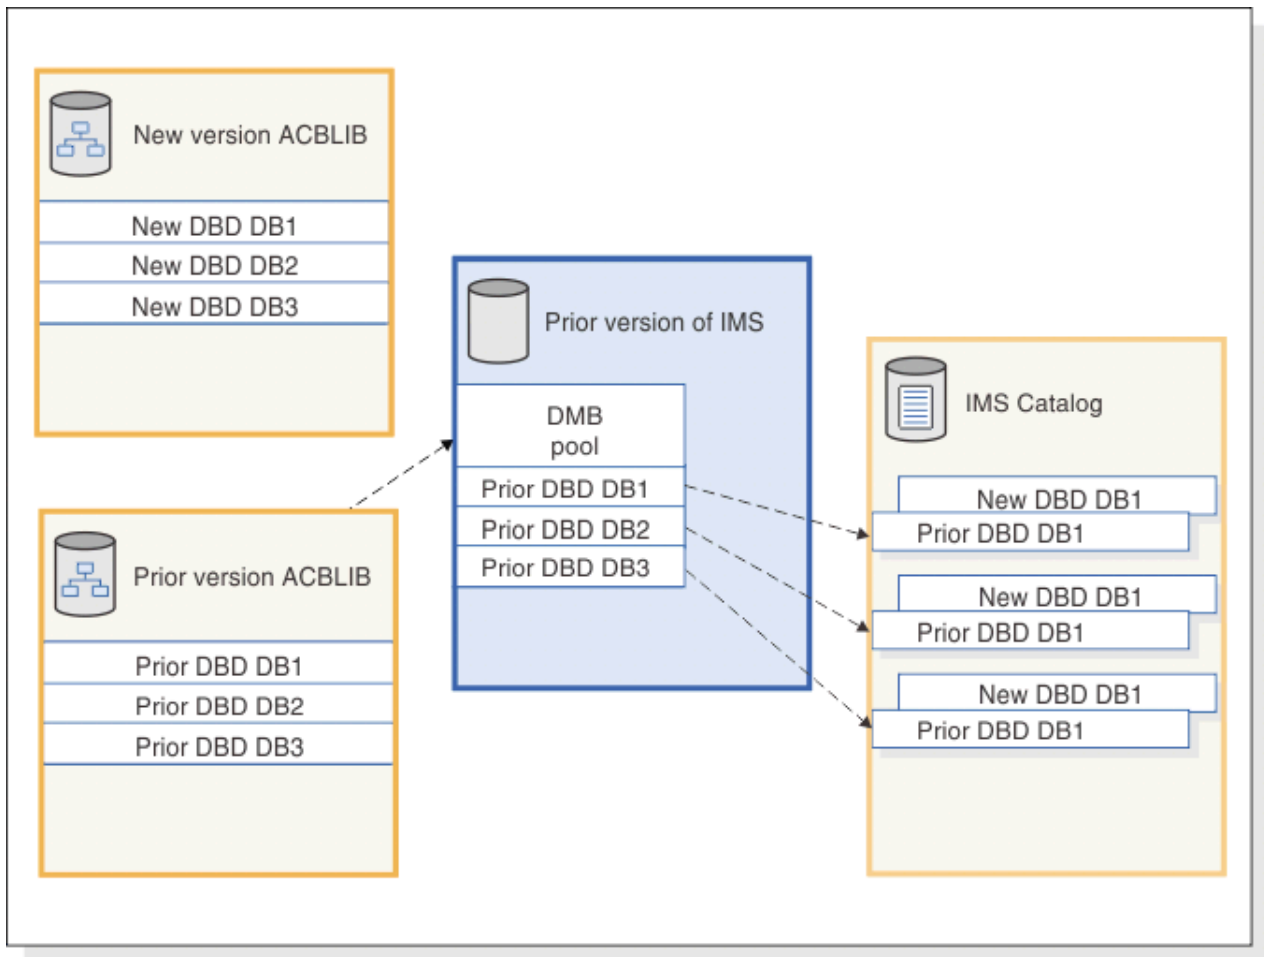 New version ACBLIB
New DBD DB1
New DBD DB2
New DBD DB3
Prior version ACBLIB
Prior DBD DB1
Prior DBD DB2
Prior DBD DB3
Prior version of IMS
DMB
pool
Prior DBD DB1
Prior DBD DB2
Prior DBD DB3
IMS Catalog
New DBD DB1
Prior DBD DB1
New DBD DB1
Prior DBD DB1
New DBD DB1
Prior DBD DB1